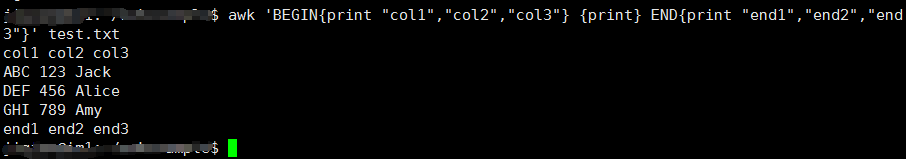 $ awk 'BEGIN{print "col1","col2","col3"} {print} END{print "end1","end2","end
3"}' test.txt
col1 col2 col3
ABC 123 Jack
DEF 456 Alice
GHI 789 Amy
end1 end2 end3
$